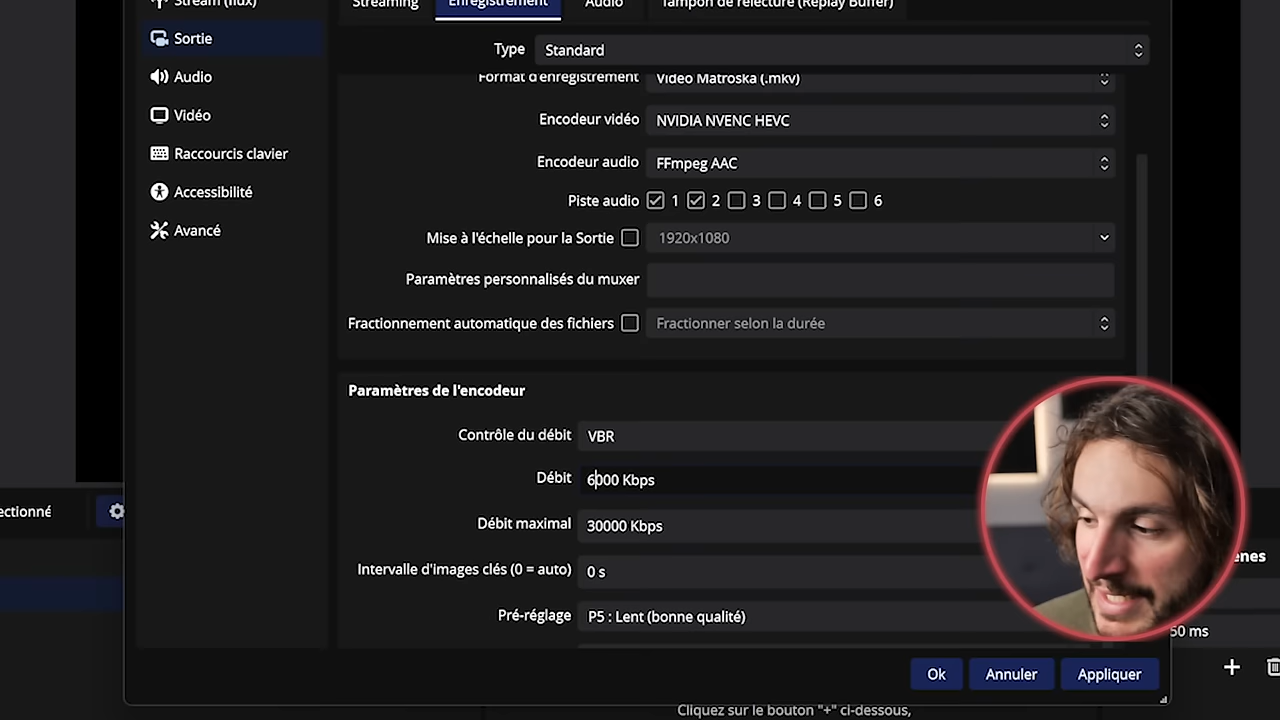 Stream (flux)
Streaming
Enregistrement
Audio
Tampon de relecture (Replay Buffer)
Sortie
Audio
Vidéo
Raccourcis clavier
Accessibilité
Avancé
Type
Standard
Format d'enregistrement
Vidéo Matroska (.mkv)
Encodeur vidéo
NVIDIA NVENC HEVC
Encodeur audio
FFmpeg AAC
Piste audio
1 2 3 4 5 6
Mise à l'échelle pour la Sortie
1920x1080
Paramètres personnalisés du muxer
Fractionnement automatique des fichiers
Fractionner selon la durée
Paramètres de l'encodeur
Contrôle du débit
VBR
Débit
6000 Kbps
Débit maximal
30000 Kbps
Intervalle d'images clés (0 = auto)
0 s
Pré-réglage
P5 : Lent (bonne qualité)
Ok
Annuler
Appliquer
ectionné
ènes
50 ms
Cliquez sur le bouton "+" ci-dessous,